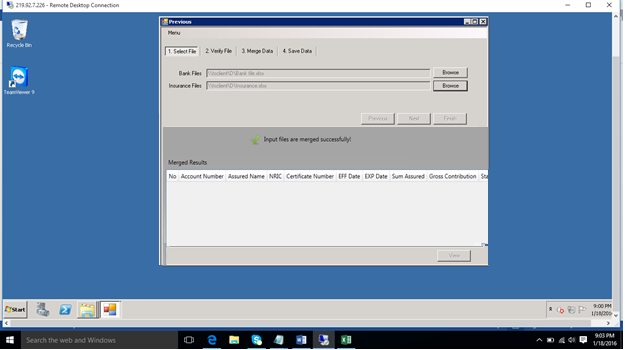 219.92.7.226 - Remote Desktop Connection
Recycle Bin
TeamViewer 9
Previous
Menu
1. Select File
2. Verify File
3. Merge Data
4. Save Data
Bank Files
\\tsclient\D\Bank file.xlsx
Browse
Insurance Files
\\tsclient\D\Insurance.xlsx
Browse
Previous
Next
Finish
Input files are merged successfully!
Merged Results
No
Account Number
Assured Name
NRIC
Certificate Number
EFF Date
EXP Date
Sum Assured
Gross Contribution
Sta
View
Start
9:00 PM
1/18/2016
Search the web and Windows
9:03 PM
1/18/2016